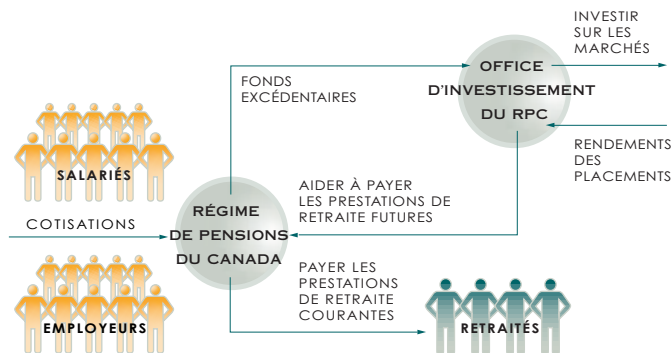 INVESTIR
SUR LES
MARCHÉS
OFFICE
D'INVESTISSEMENT
DU RPC
FONDS
EXCÉDENTAIRES
RENDEMENTS
DES
PLACEMENTS
SALARIÉS
AIDER À PAYER
LES PRESTATIONS DE
RETRAITE FUTURES
COTISATIONS
RÉGIME
DE PENSIONS
DU CANADA
PAYER LES
PRESTATIONS
DE RETRAITE
COURANTES
EMPLOYEURS
RETRAITÉS